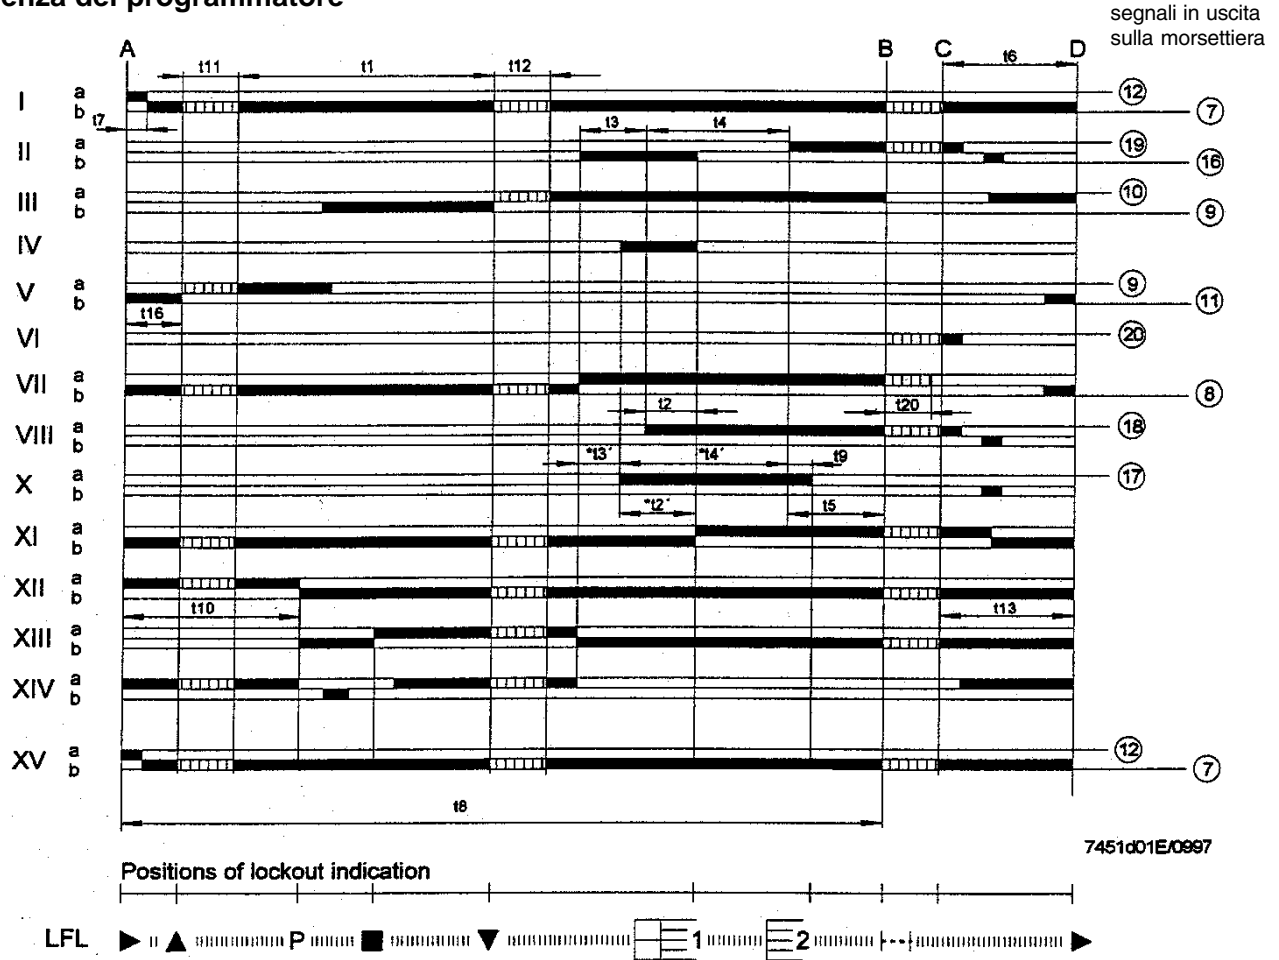 enza del programmatore
segnali in uscita
sulla morsettiera
A B C D
t11 t1 t12 t6
I a 12
b 7
t7 t3 t4
II a 19
b 16
III a 10
b 9
IV
V a 9
b 11
t16
VI 20
VII a
b 8
t2 t20
VIII a 18
b
"t3´ "t4´ t9
X a 17
b
"t2´ t5
XI a
b
XII a
b
t10 t13
XIII a
b
XIV a
b
XV a 12
b 7
t8
7451d01E/0997
Positions of lockout indication
LFL P 1 2